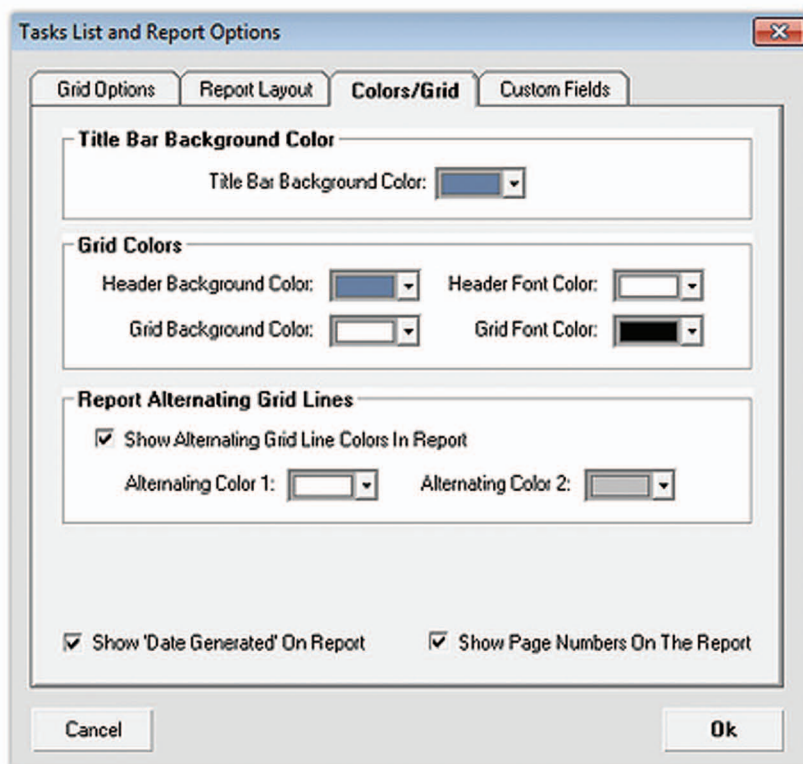 Tasks List and Report Options
Grid Options Report Layout Colors/Grid Custom Fields
Title Bar Background Color
Title Bar Background Color:
Grid Colors
Header Background Color: Header Font Color:
Grid Background Color: Grid Font Color:
Report Alternating Grid Lines
Show Alternating Grid Line Colors In Report
Alternating Color 1: Alternating Color 2:
Show 'Date Generated' On Report Show Page Numbers On The Report
Cancel Ok